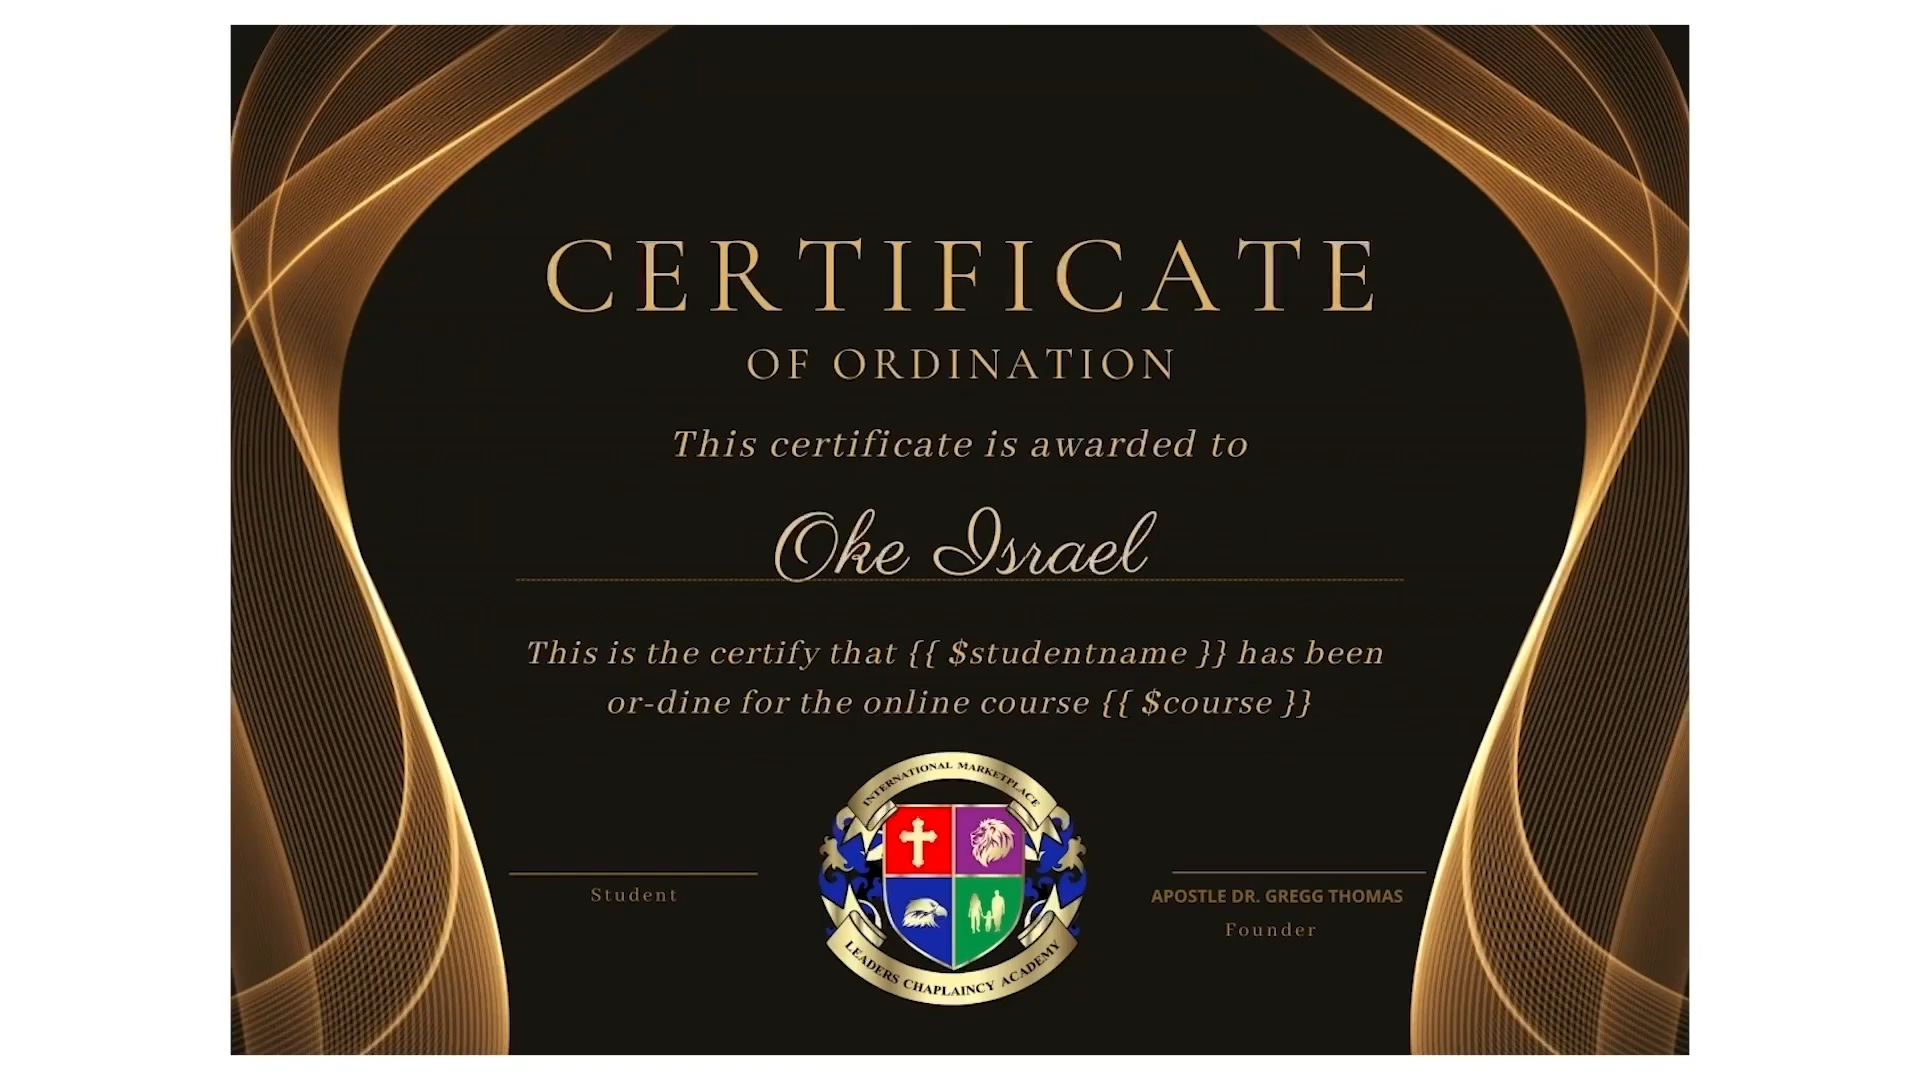 CERTIFICATE
OF ORDINATION
This certificate is awarded to
Oke Israel
This is the certify that {{ $studentname }} has been
or-dine for the online course {{ $course }}
INTERNATIONAL MARKETPLACE
LEADERS CHAPLAINCY ACADEMY
Student
APOSTLE DR. GREGG THOMAS
Founder